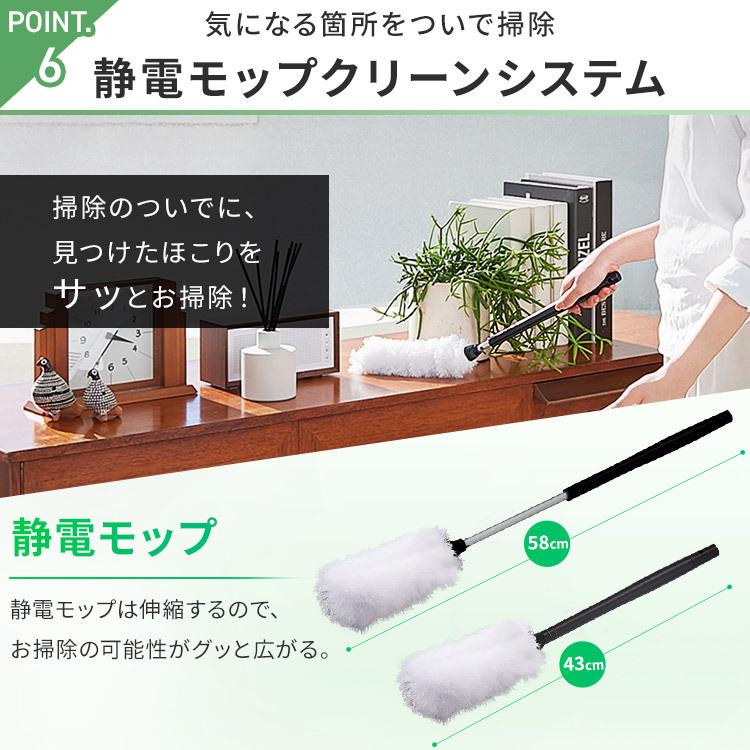 POINT.
6
気になる箇所をついで掃除
静電モップクリーンシステム
掃除のついでに、
見つけたほこりを
サッとお掃除！
静電モップ
静電モップは伸縮するので、
お掃除の可能性がグッと広がる。
58cm
43cm